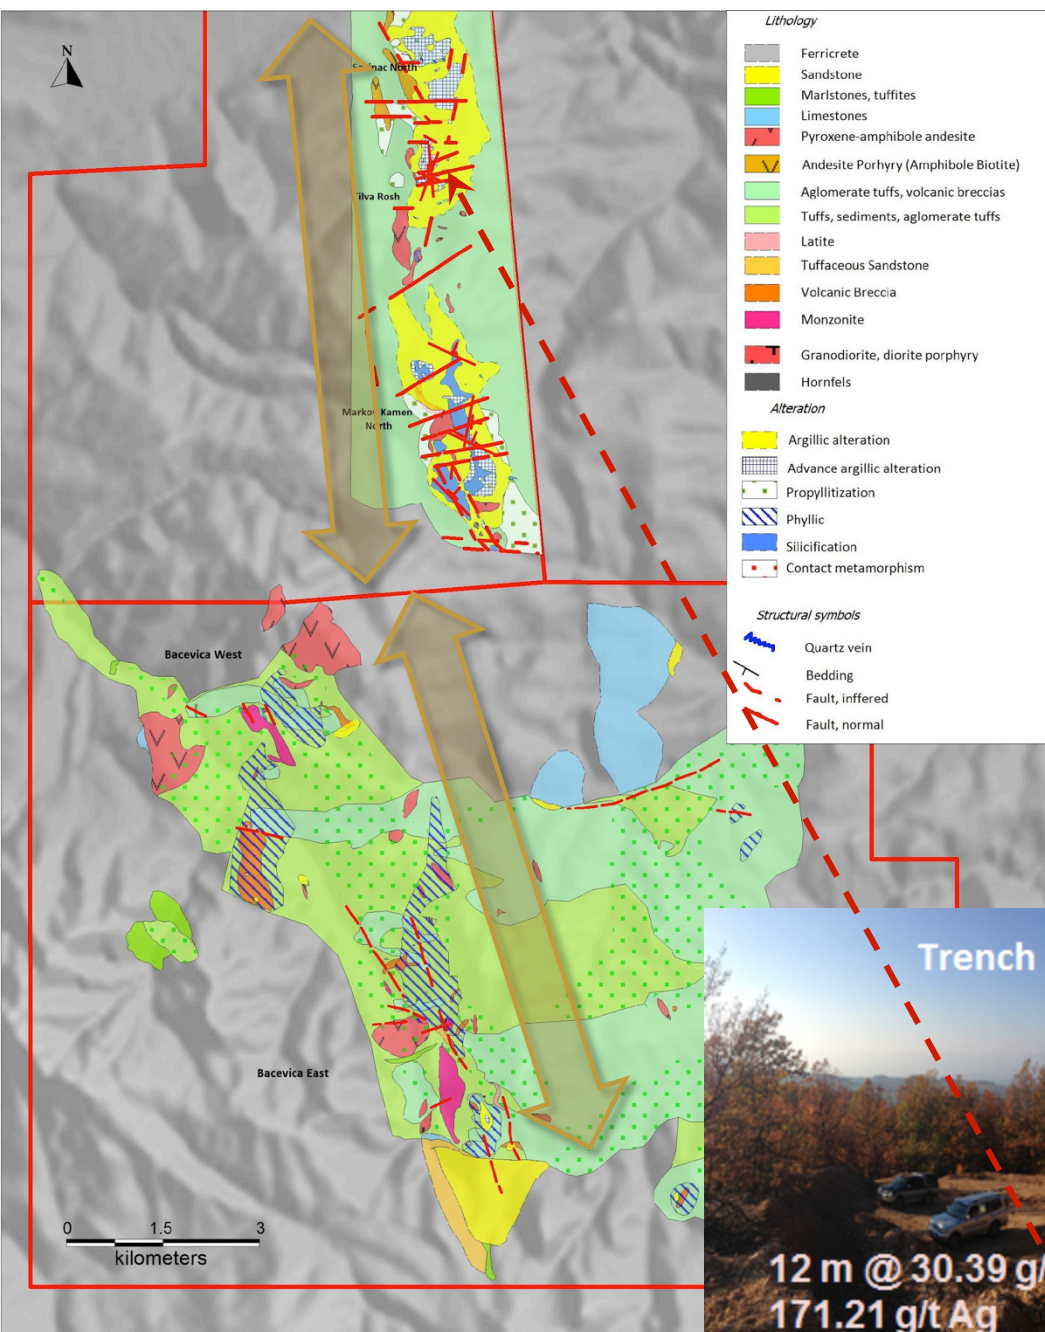 N
North
Tilva Rosh
Markov Kamen
North
Bacevica West
Bacevica East
0 1.5 3
kilometers
Lithology
Ferricrete
Sandstone
Marlstones, tuffites
Limestones
Pyroxene-amphibole andesite
Andesite Porhyry (Amphibole Biotite)
Aglomerate tuffs, volcanic breccias
Tuffs, sediments, aglomerate tuffs
Latite
Tuffaceous Sandstone
Volcanic Breccia
Monzonite
Granodiorite, diorite porphyry
Hornfels
Alteration
Argillic alteration
Advance argillic alteration
Propyllitization
Phyllic
Silicification
Contact metamorphism
Structural symbols
Quartz vein
Bedding
Fault, inffered
Fault, normal
Trench
12 m @ 30.39 g/
171.21 g/t Ag